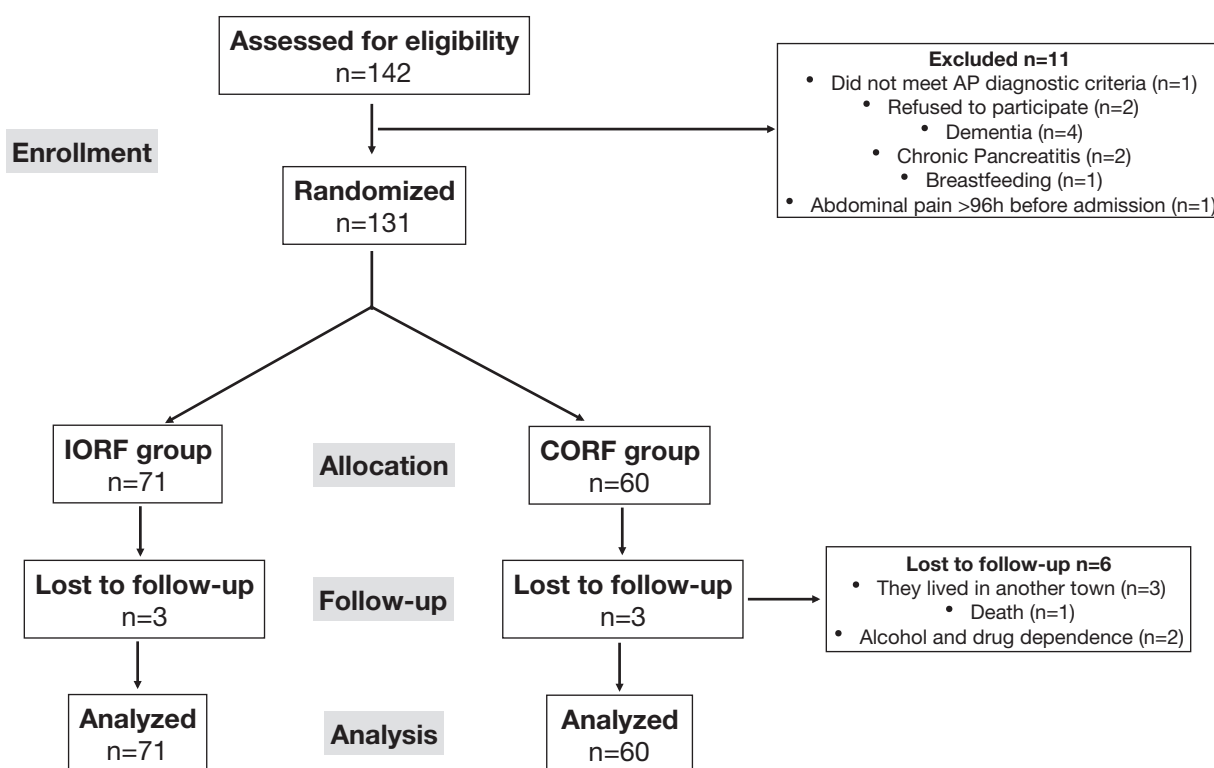 Assessed for eligibility
n=142
Excluded n=11
• Did not meet AP diagnostic criteria (n=1)
• Refused to participate (n=2)
• Dementia (n=4)
• Chronic Pancreatitis (n=2)
• Breastfeeding (n=1)
• Abdominal pain >96h before admission (n=1)
Enrollment
Randomized
n=131
IORF group
n=71
Allocation
CORF group
n=60
Lost to follow-up
n=3
Follow-up
Lost to follow-up
n=3
Lost to follow-up n=6
• They lived in another town (n=3)
• Death (n=1)
• Alcohol and drug dependence (n=2)
Analyzed
n=71
Analysis
Analyzed
n=60